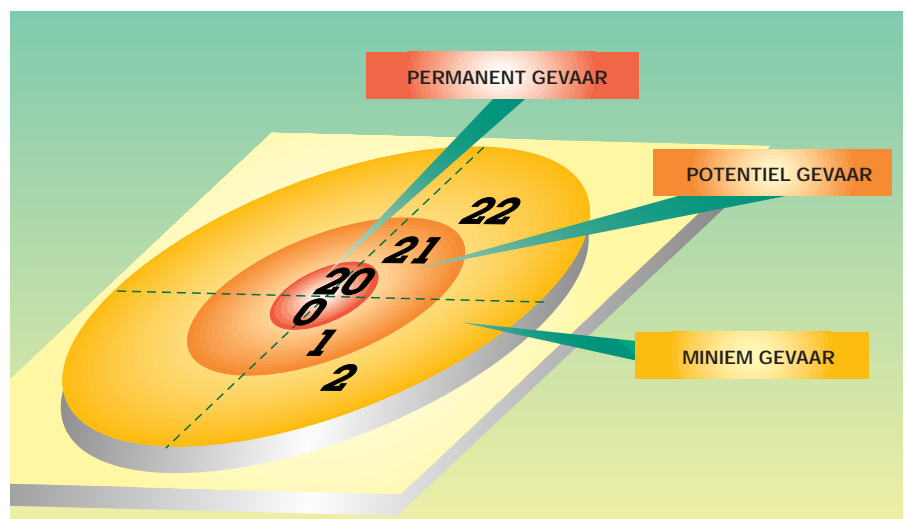 PERMANENT GEVAAR
POTENTIEL GEVAAR
22
21
20
0
1
2
MINIEM GEVAAR